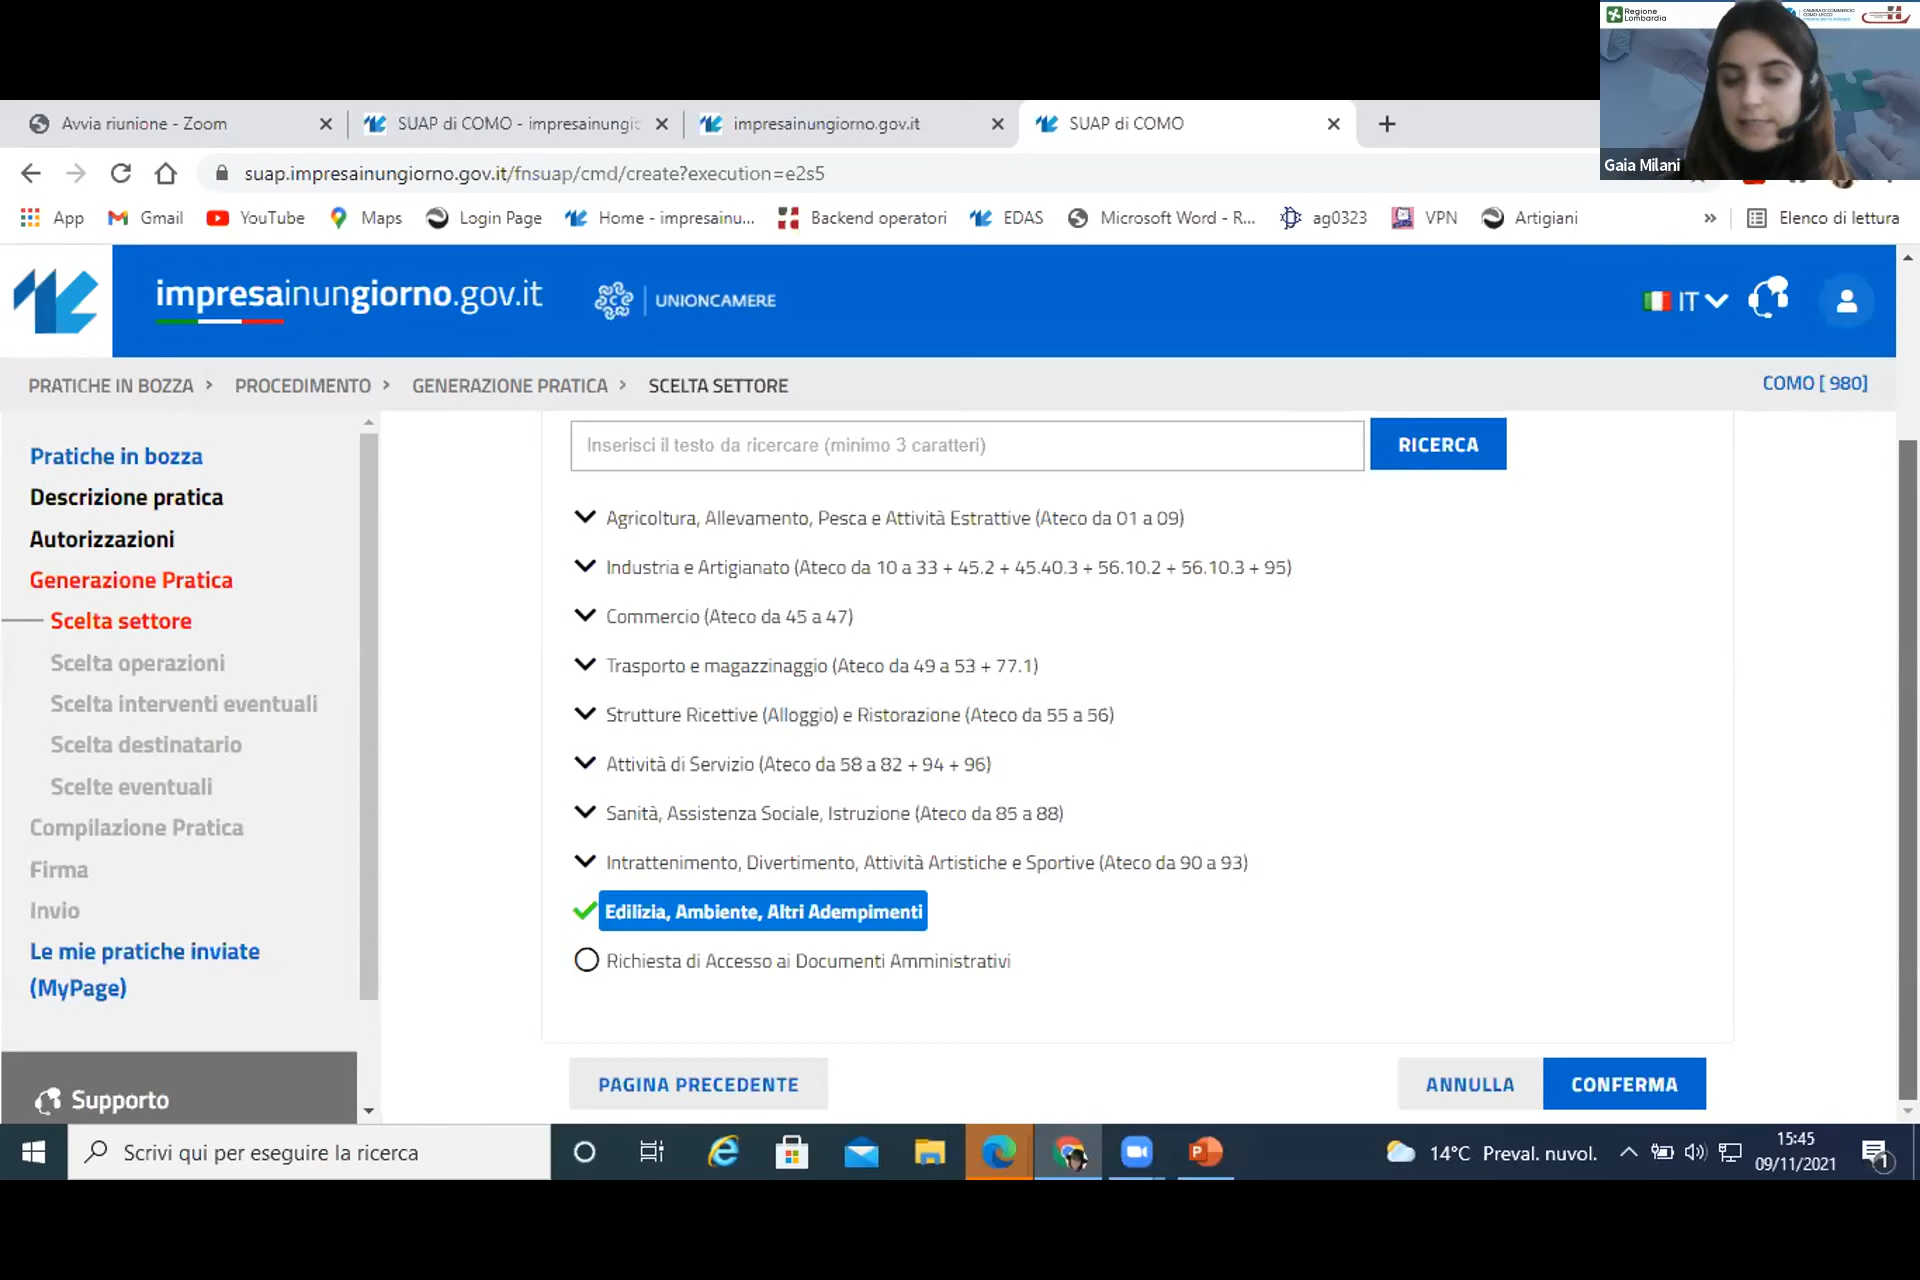 Regione
Lombardia
CAMERA DI COMMERCIO
COMO-LECCO
Gaia Milani
Avvia riunione - Zoom
SUAP di COMO - impresainungio
impresainungiorno.gov.it
SUAP di COMO
suap.impresainungiorno.gov.it/fnsuap/cmd/create?execution=e2s5
App
Gmail
YouTube
Maps
Login Page
Home - impresainu...
Backend operatori
EDAS
Microsoft Word - R...
ag0323
VPN
Artigiani
»
Elenco di lettura
impresainungiorno.gov.it
UNIONCAMERE
IT
PRATICHE IN BOZZA > PROCEDIMENTO > GENERAZIONE PRATICA > SCELTA SETTORE
COMO [ 980]
Pratiche in bozza
Descrizione pratica
Autorizzazioni
Generazione Pratica
Scelta settore
Scelta operazioni
Scelta interventi eventuali
Scelta destinatario
Scelte eventuali
Compilazione Pratica
Firma
Invio
Le mie pratiche inviate
(MyPage)
Supporto
Inserisci il testo da ricercare (minimo 3 caratteri)
RICERCA
Agricoltura, Allevamento, Pesca e Attività Estrattive (Ateco da 01 a 09)
Industria e Artigianato (Ateco da 10 a 33 + 45.2 + 45.40.3 + 56.10.2 + 56.10.3 + 95)
Commercio (Ateco da 45 a 47)
Trasporto e magazzinaggio (Ateco da 49 a 53 + 77.1)
Strutture Ricettive (Alloggio) e Ristorazione (Ateco da 55 a 56)
Attività di Servizio (Ateco da 58 a 82 + 94 + 96)
Sanità, Assistenza Sociale, Istruzione (Ateco da 85 a 88)
Intrattenimento, Divertimento, Attività Artistiche e Sportive (Ateco da 90 a 93)
Edilizia, Ambiente, Altri Adempimenti
Richiesta di Accesso ai Documenti Amministrativi
PAGINA PRECEDENTE
ANNULLA
CONFERMA
Scrivi qui per eseguire la ricerca
14°C Preval. nuvol.
15:45
09/11/2021
1